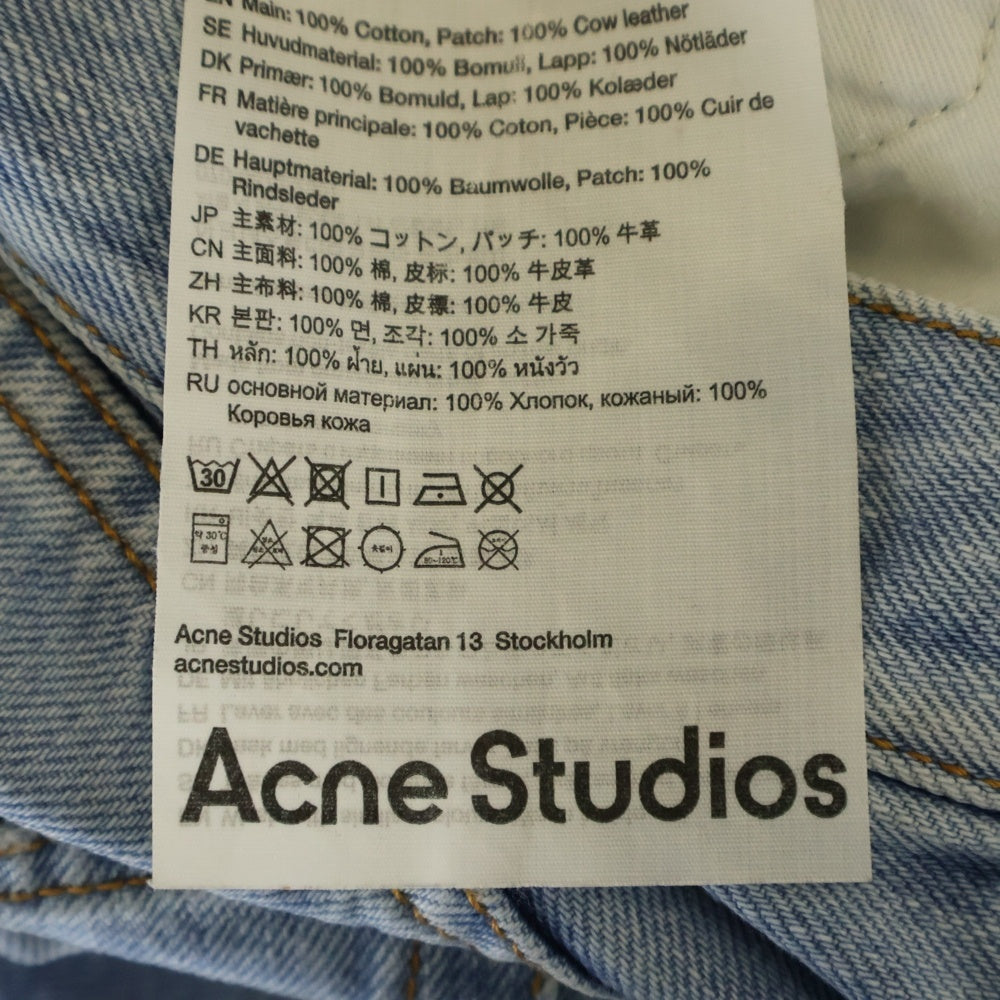 EN Main: 100% Cotton, Patch: 100% Cow leather
SE Huvudmaterial: 100% Bomull, Lapp: 100% Nötläder
DK Primær: 100% Bomuld, Lap: 100% Kolæder
FR Matière principale: 100% Coton, Pièce: 100% Cuir de
vachette
DE Hauptmaterial: 100% Baumwolle, Patch: 100%
Rindsleder
JP 主素材: 100% コットン, パッチ: 100% 牛革
CN 主面料: 100% 棉, 皮标: 100% 牛皮革
ZH 主布料: 100% 棉, 皮標: 100% 牛皮
KR 본판: 100% 면, 조각: 100% 소 가죽
TH หลัก: 100% ฝ้าย, แผ่น: 100% หนังวัว
RU основной материал: 100% Хлопок, кожаный: 100%
Коровья кожа
30
약 30°C
중성
80~120°C
Acne Studios Floragatan 13 Stockholm
acnestudios.com
Acne Studios